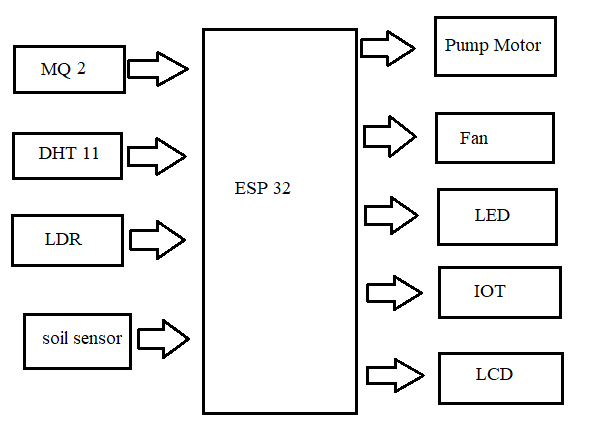 MQ 2
DHT 11
LDR
soil sensor
ESP 32
Pump Motor
Fan
LED
IOT
LCD